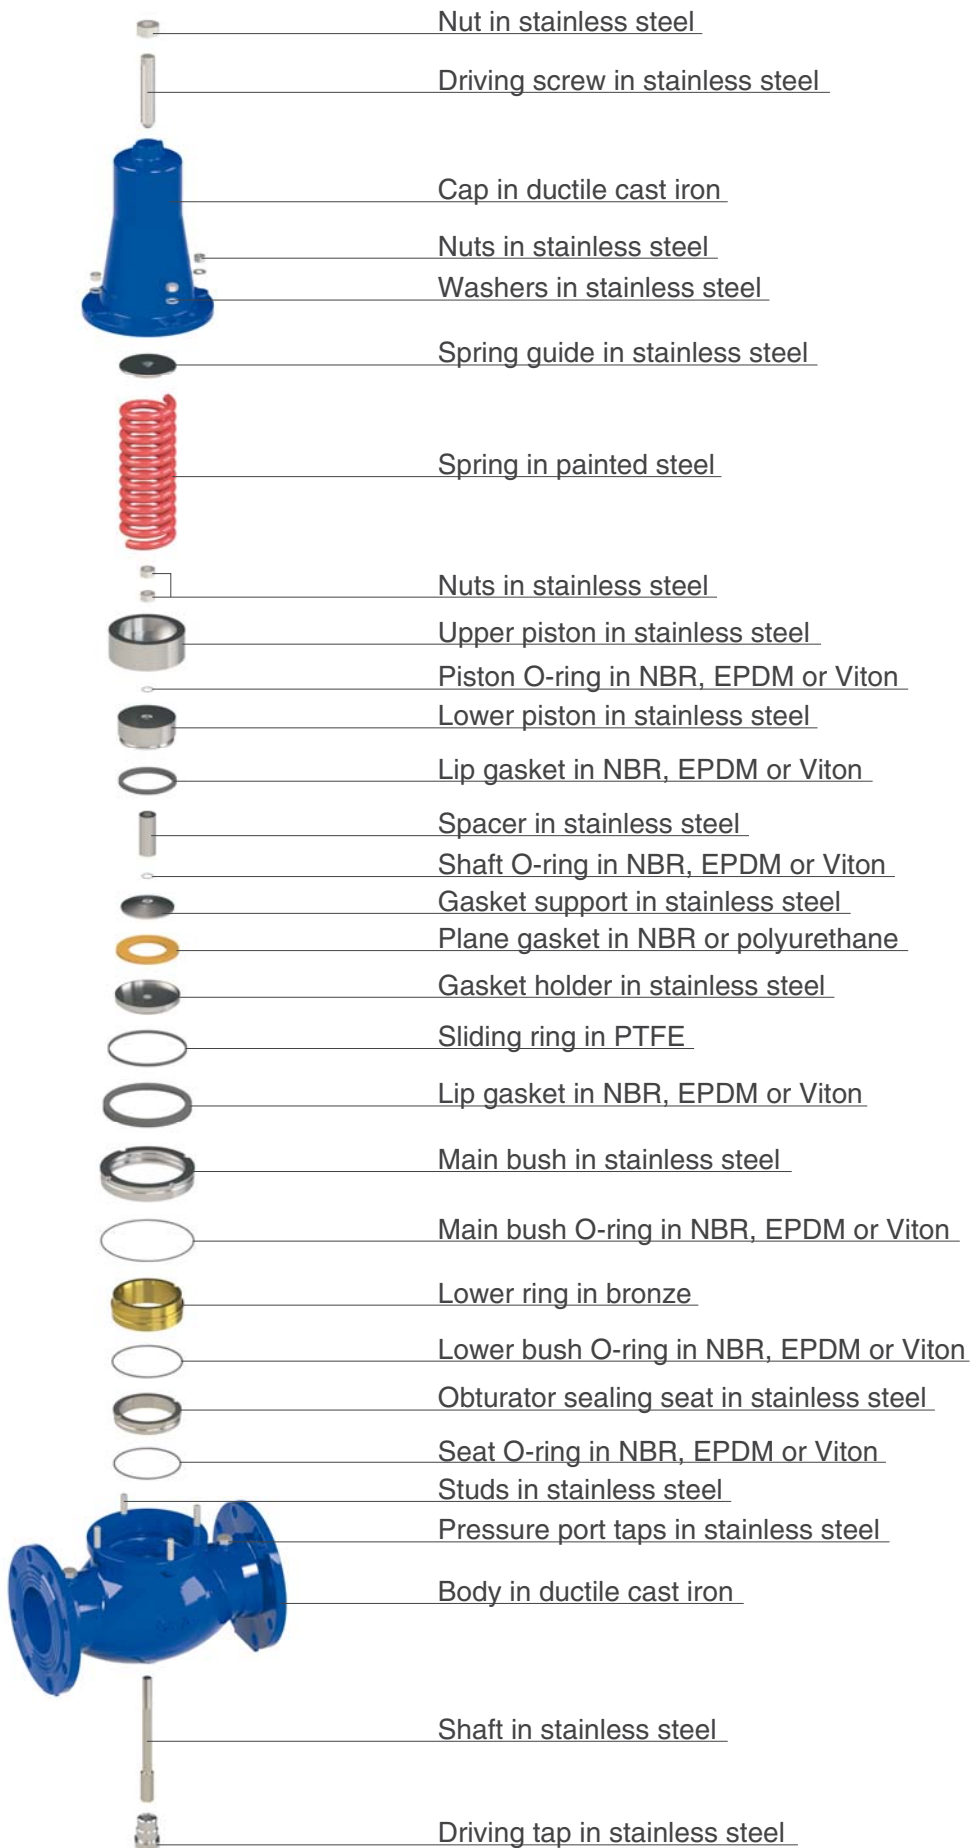 Nut in stainless steel
Driving screw in stainless steel
Cap in ductile cast iron
Nuts in stainless steel
Washers in stainless steel
Spring guide in stainless steel
Spring in painted steel
Nuts in stainless steel
Upper piston in stainless steel
Piston O-ring in NBR, EPDM or Viton
Lower piston in stainless steel
Lip gasket in NBR, EPDM or Viton
Spacer in stainless steel
Shaft O-ring in NBR, EPDM or Viton
Gasket support in stainless steel
Plane gasket in NBR or polyurethane
Gasket holder in stainless steel
Sliding ring in PTFE
Lip gasket in NBR, EPDM or Viton
Main bush in stainless steel
Main bush O-ring in NBR, EPDM or Viton
Lower ring in bronze
Lower bush O-ring in NBR, EPDM or Viton
Obturator sealing seat in stainless steel
Seat O-ring in NBR, EPDM or Viton
Studs in stainless steel
Pressure port taps in stainless steel
Body in ductile cast iron
Shaft in stainless steel
Driving tap in stainless steel